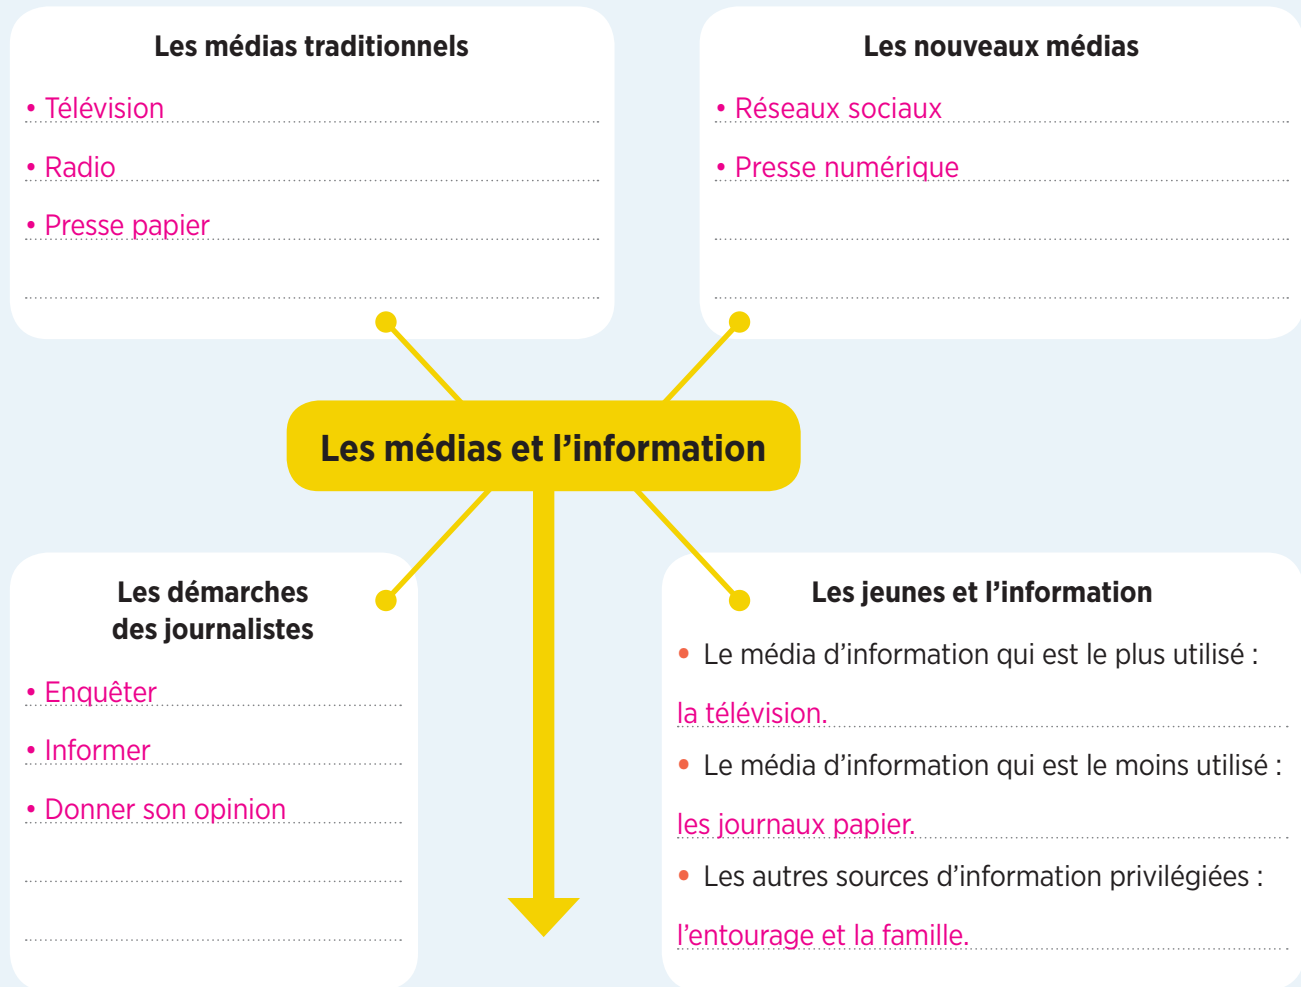 Les médias traditionnels
• Télévision
• Radio
• Presse papier
Les nouveaux médias
• Réseaux sociaux
• Presse numérique
Les médias et l’information
Les démarches
des journalistes
• Enquêter
• Informer
• Donner son opinion
Les jeunes et l’information
• Le média d’information qui est le plus utilisé :
la télévision.
• Le média d’information qui est le moins utilisé :
les journaux papier.
• Les autres sources d’information privilégiées :
l’entourage et la famille.